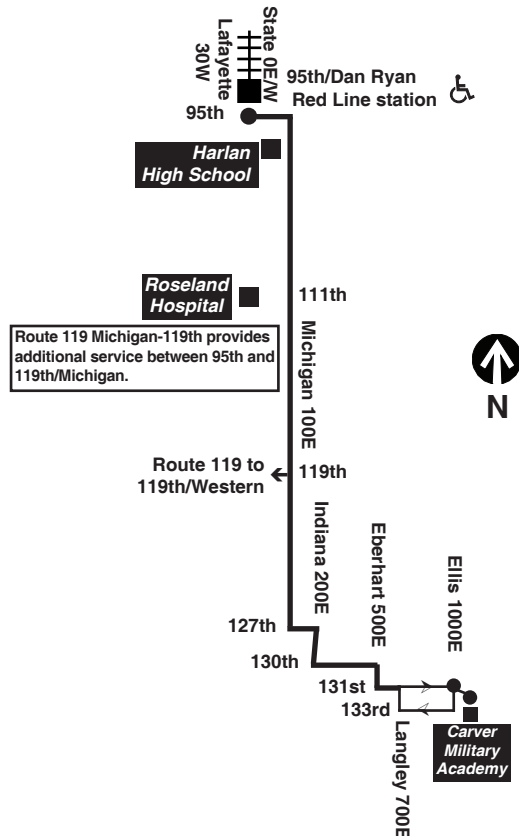 State 0E/W
Lafayette
30W
95th/Dan Ryan
Red Line station
95th
Harlan
High School
Roseland
Hospital
111th
Route 119 Michigan-119th provides
additional service between 95th and
119th/Michigan.
Michigan 100E
N
Route 119 to
119th/Western
119th
Indiana 200E
Eberhart 500E
Ellis 1000E
127th
130th
131st
133rd
Langley 700E
Carver
Military
Academy